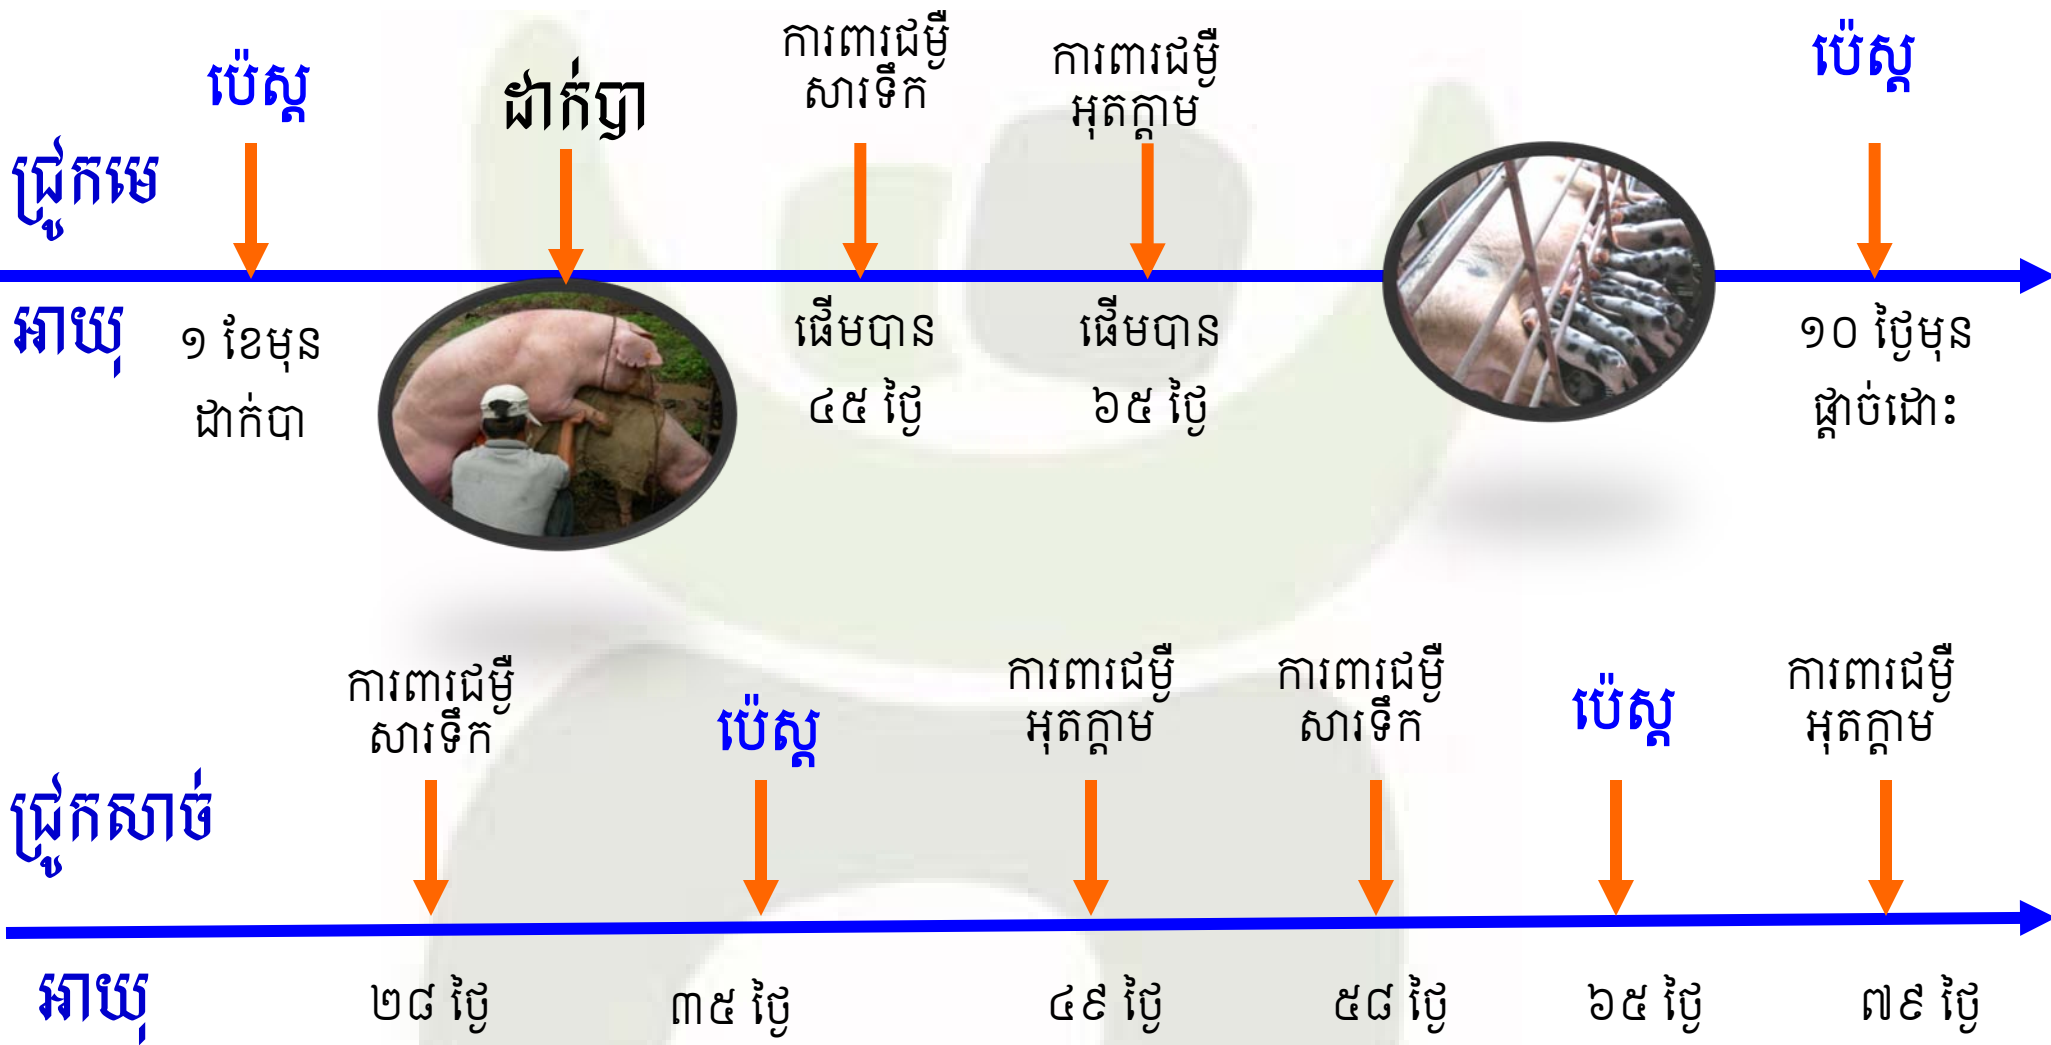 ប៉េស្ត
ដាក់បា
ការពារជម្ងឺ
សារទឹក
ការពារជម្ងឺ
អុតក្តាម
ប៉េស្ត
ជ្រូកមេ
អាយុ
១ ខែមុន
ដាក់បា
ផើមបាន
៤៥ ថ្ងៃ
ផើមបាន
៦៥ ថ្ងៃ
១០ ថ្ងៃមុន
ផ្តាច់ដោះ
ការពារជម្ងឺ
សារទឹក
ប៉េស្ត
ការពារជម្ងឺ
អុតក្តាម
ការពារជម្ងឺ
សារទឹក
ប៉េស្ត
ការពារជម្ងឺ
អុតក្តាម
ជ្រូកសាច់
អាយុ
២៨ ថ្ងៃ
៣៥ ថ្ងៃ
៤៩ ថ្ងៃ
៥៨ ថ្ងៃ
៦៥ ថ្ងៃ
៧៩ ថ្ងៃ